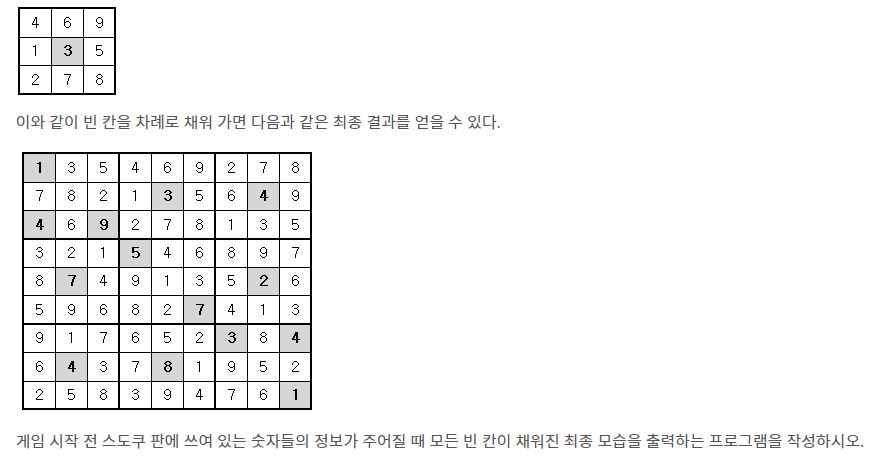 4 6 9
1 3 5
2 7 8
이와 같이 빈 칸을 차례로 채워 가면 다음과 같은 최종 결과를 얻을 수 있다.
1 3 5 4 6 9 2 7 8
7 8 2 1 3 5 6 4 9
4 6 9 2 7 8 1 3 5
3 2 1 5 4 6 8 9 7
8 7 4 9 1 3 5 2 6
5 9 6 8 2 7 4 1 3
9 1 7 6 5 2 3 8 4
6 4 3 7 8 1 9 5 2
2 5 8 3 9 4 7 6 1
게임 시작 전 스도쿠 판에 쓰여 있는 숫자들의 정보가 주어질 때 모든 빈 칸이 채워진 최종 모습을 출력하는 프로그램을 작성하시오.